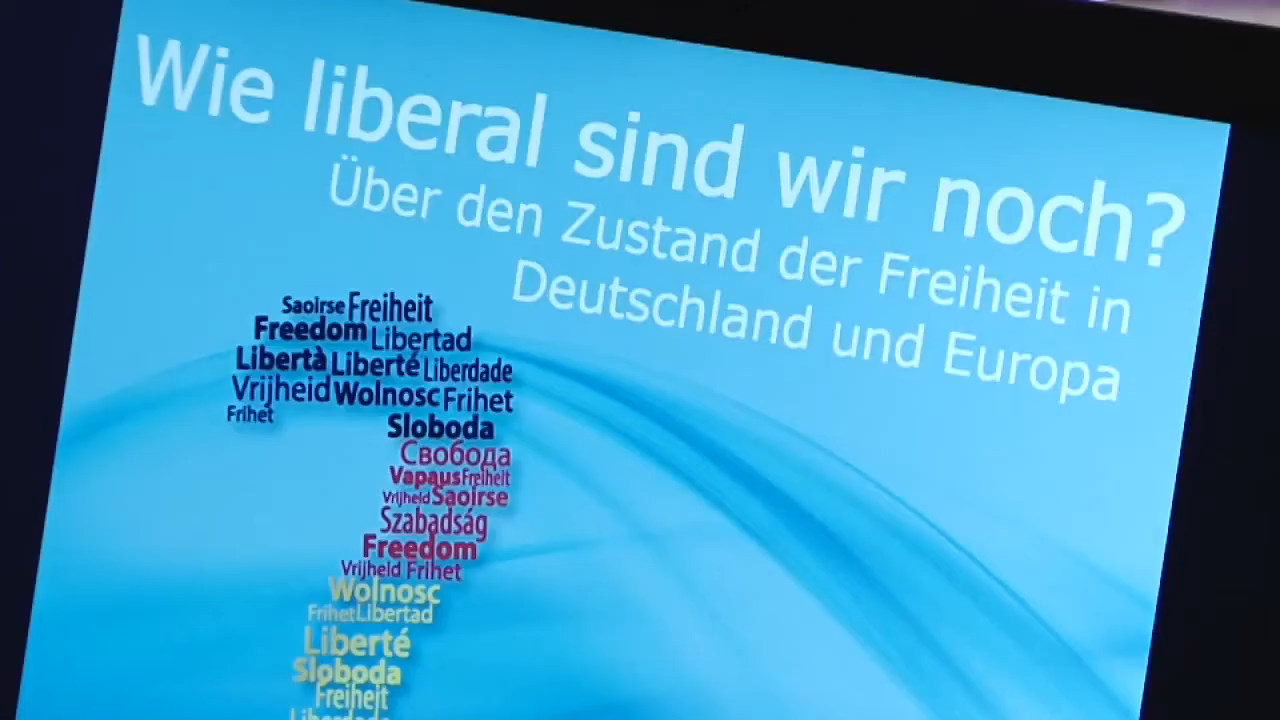 Wie liberal sind wir noch?
Über den Zustand der Freiheit in
Deutschland und Europa
Saoirse Freiheit
Freedom Libertad
Libertà Liberté Liberdade
Vrijheid Wolnosc Frihet
Frihet
Sloboda
Свобода
Vapaus Freiheit
Vrijheid Saoirse
Szabadság
Freedom
Vrijheid Frihet
Wolnosc
Frihet Libertad
Liberté
Sloboda
Freiheit
Liberdade